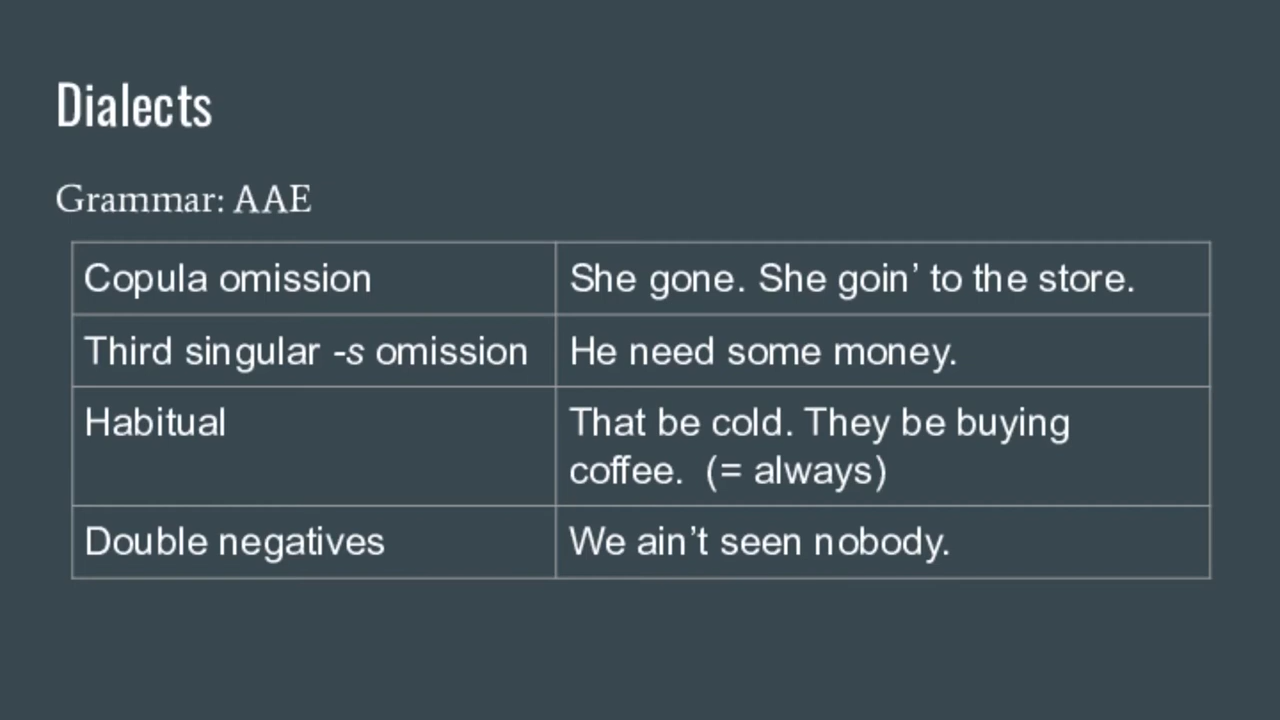 Dialects
Grammar: AAE
Copula omission
She gone. She goin’ to the store.
Third singular -s omission
He need some money.
Habitual
That be cold. They be buying
coffee. (= always)
Double negatives
We ain’t seen nobody.